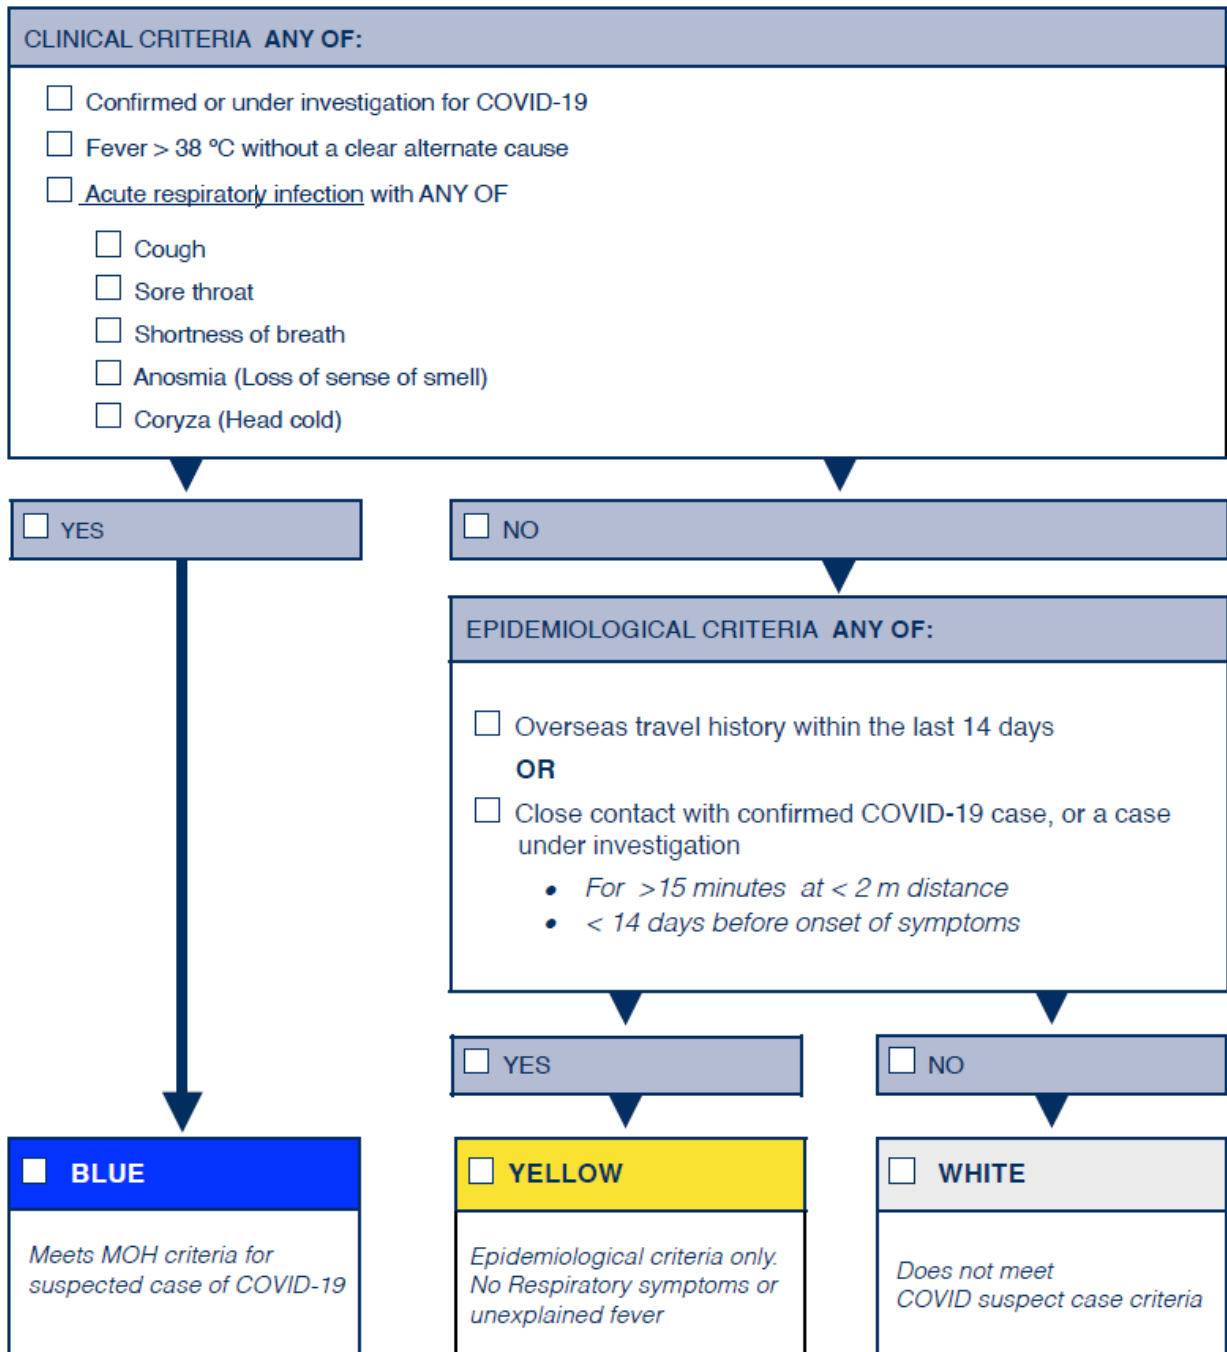 CLINICAL CRITERIA ANY OF:
Confirmed or under investigation for COVID-19
Fever > 38 ºC without a clear alternate cause
Acute respiratory infection with ANY OF
Cough
Sore throat
Shortness of breath
Anosmia (Loss of sense of smell)
Coryza (Head cold)
YES
NO
EPIDEMIOLOGICAL CRITERIA ANY OF:
Overseas travel history within the last 14 days
OR
Close contact with confirmed COVID-19 case, or a case
under investigation
• For >15 minutes at < 2 m distance
• < 14 days before onset of symptoms
YES
NO
BLUE
Meets MOH criteria for
suspected case of COVID-19
YELLOW
Epidemiological criteria only.
No Respiratory symptoms or
unexplained fever
WHITE
Does not meet
COVID suspect case criteria